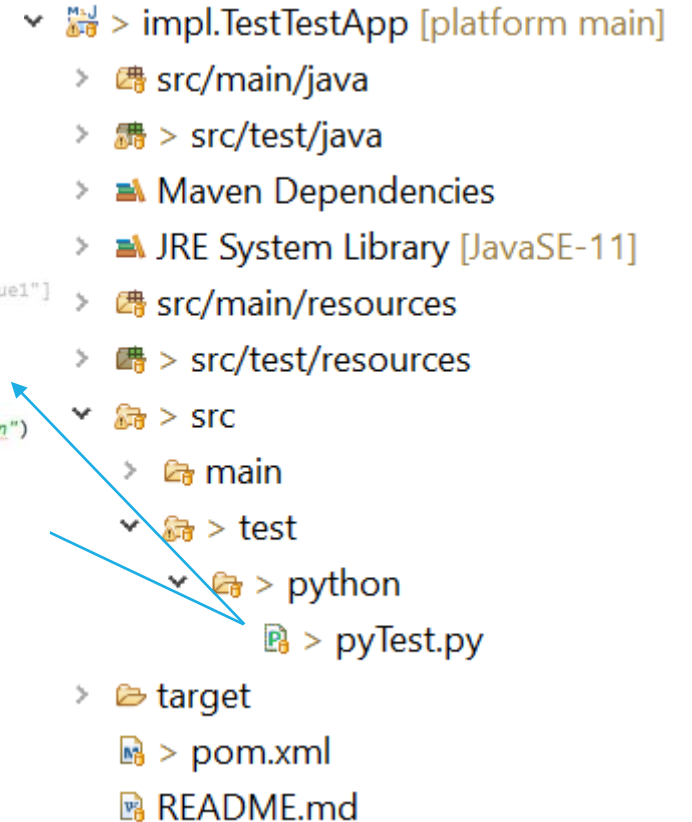 > impl.TestTestApp [platform main]
src/main/java
> src/test/java
Maven Dependencies
JRE System Library [JavaSE-11]
ue1"]
src/main/resources
> src/test/resources
> src
n")
main
> test
> python
> pyTest.py
target
> pom.xml
README.md